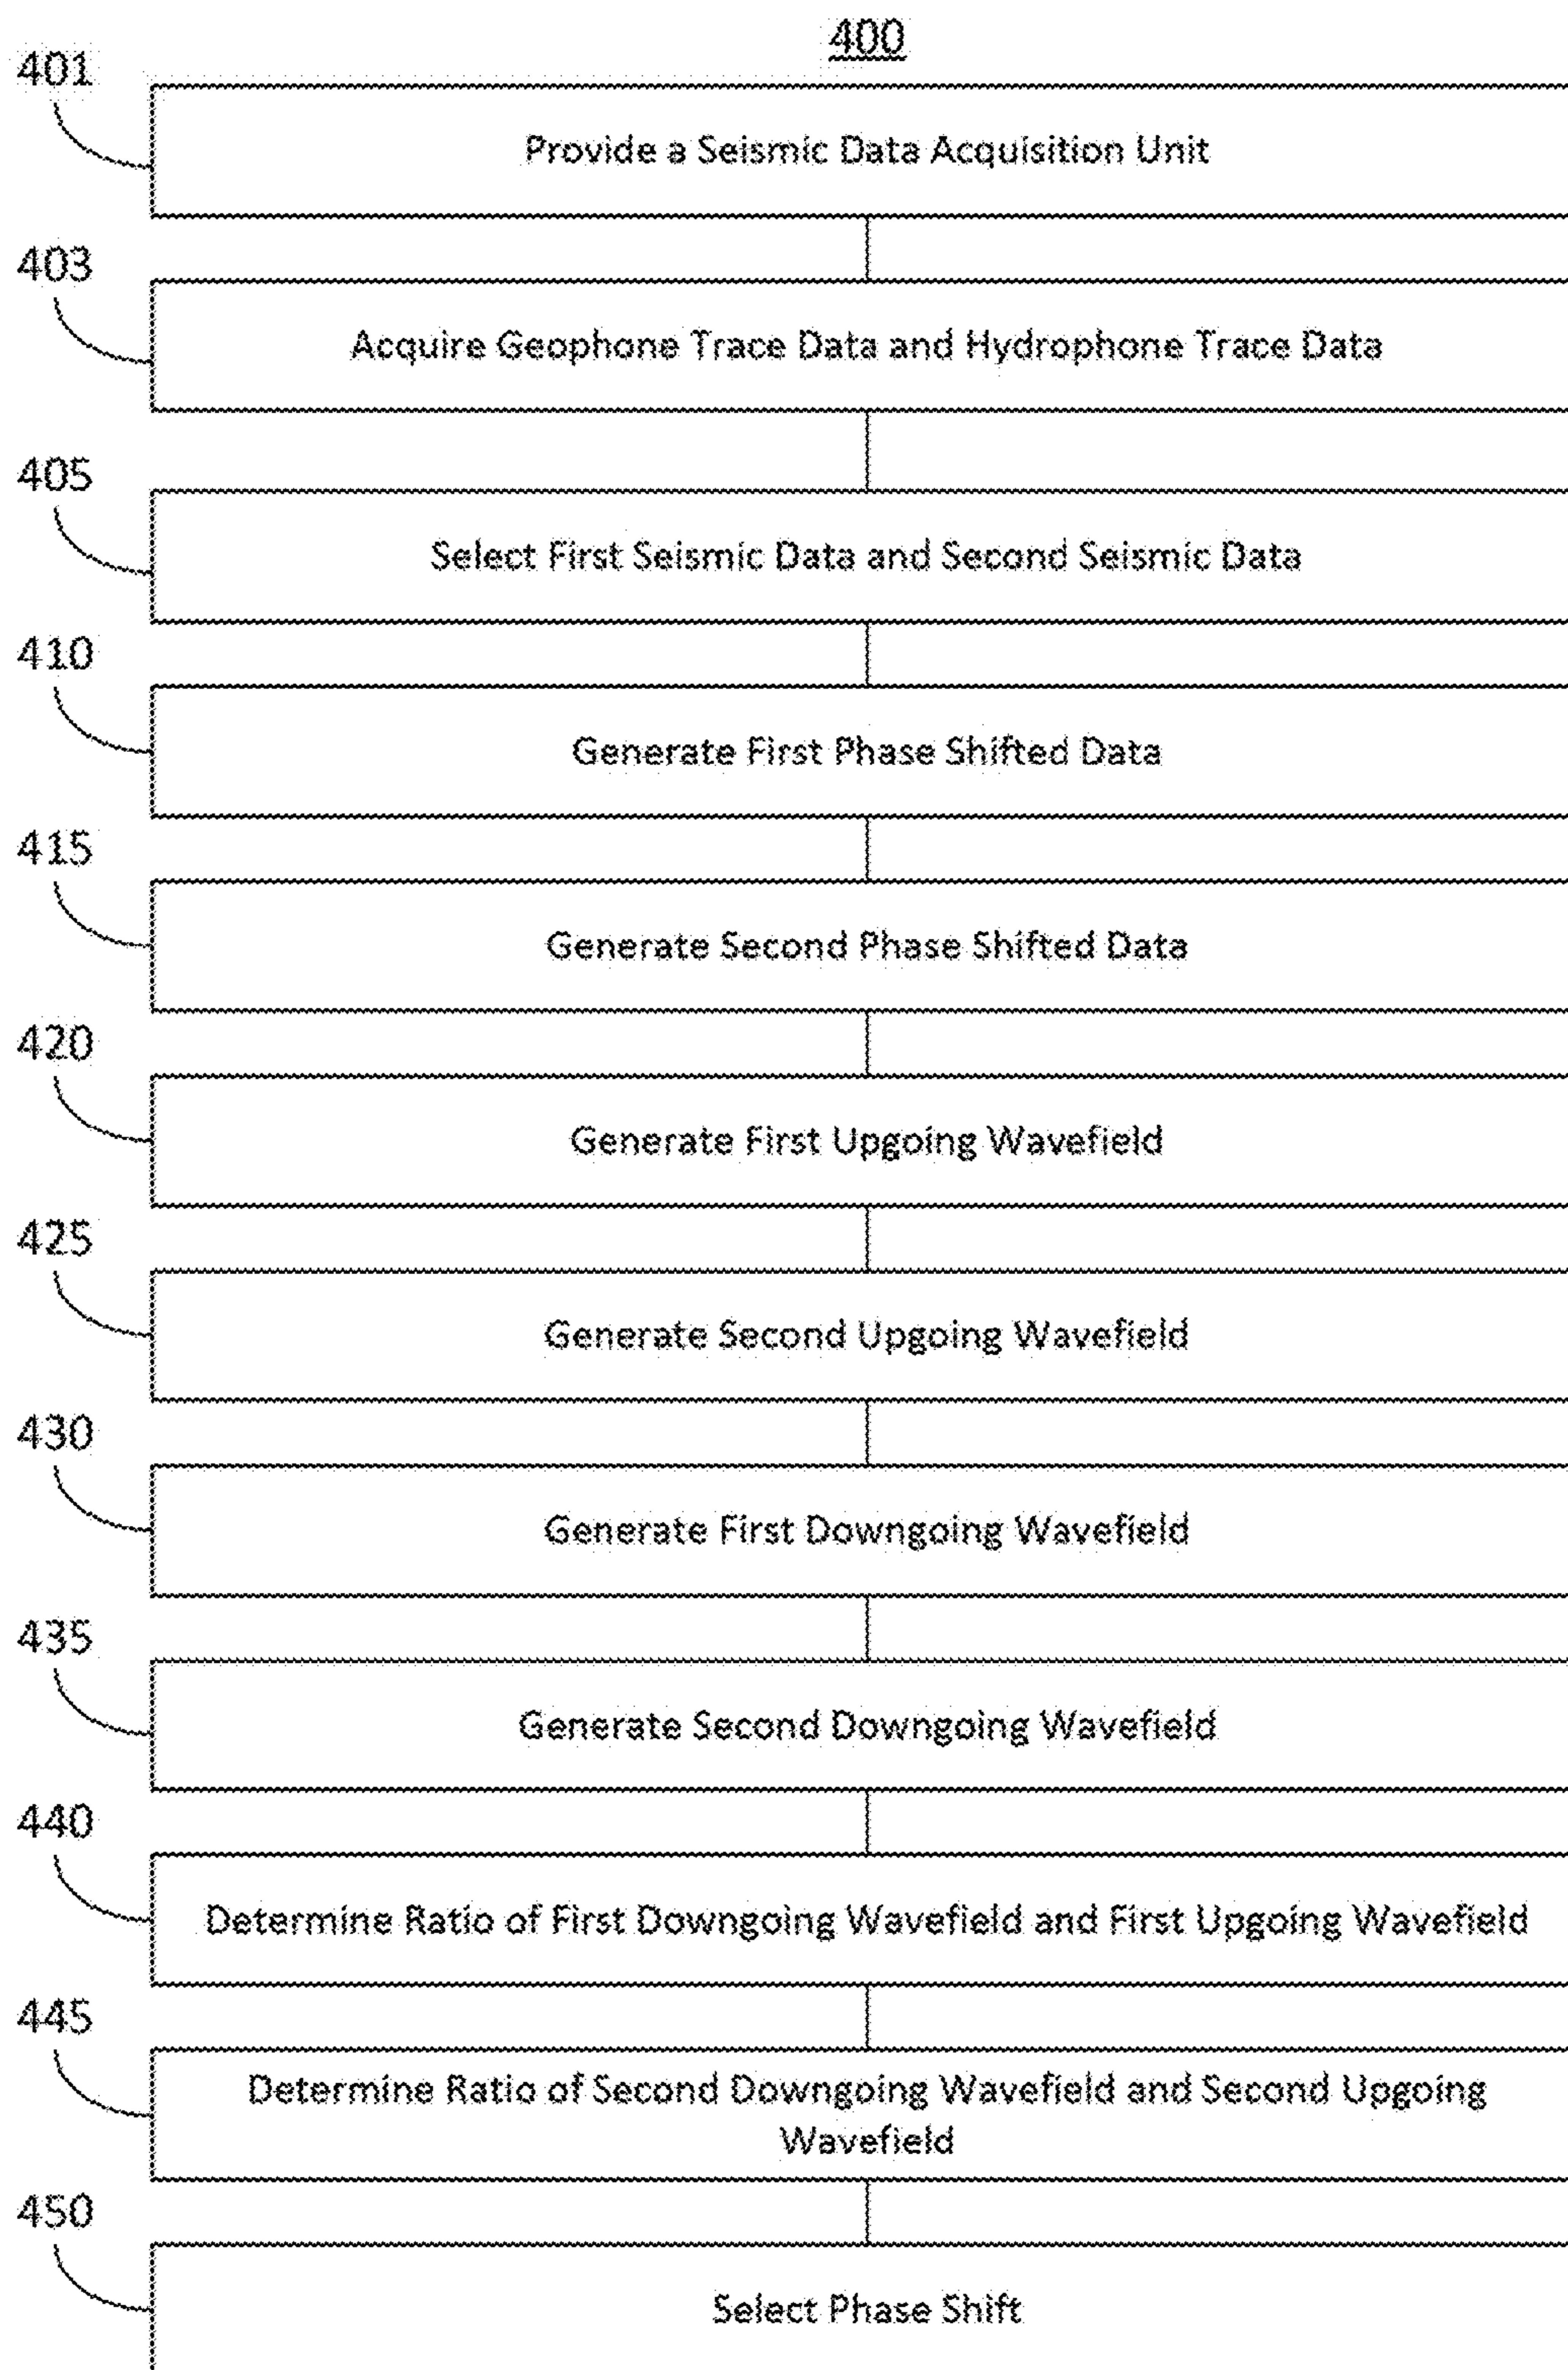 400
401
Provide a Seismic Data Acquisition Unit
403
Acquire Geophone Trace Data and Hydrophone Trace Data
405
Select First Seismic Data and Second Seismic Data
410
Generate First Phase Shifted Data
415
Generate Second Phase Shifted Data
420
Generate First Upgoing Wavefield
425
Generate Second Upgoing Wavefield
430
Generate First Downgoing Wavefield
435
Generate Second Downgoing Wavefield
440
Determine Ratio of First Downgoing Wavefield and First Upgoing Wavefield
445
Determine Ratio of Second Downgoing Wavefield and Second Upgoing
Wavefield
450
Select Phase Shift